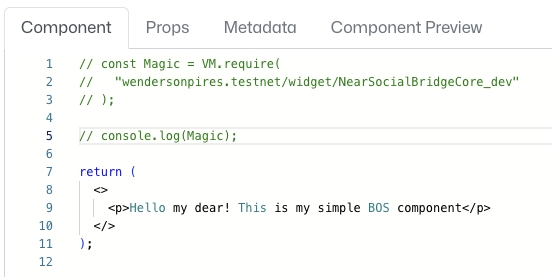 Component Props Metadata Component Preview
1 // const Magic = VM.require(
2 //   "wendersonpires.testnet/widget/NearSocialBridgeCore_dev"
3 // );
4
5 // console.log(Magic);
6
7 return (
8   <>
9     <p>Hello my dear! This is my simple BOS component</p>
10   </>
11 );
12